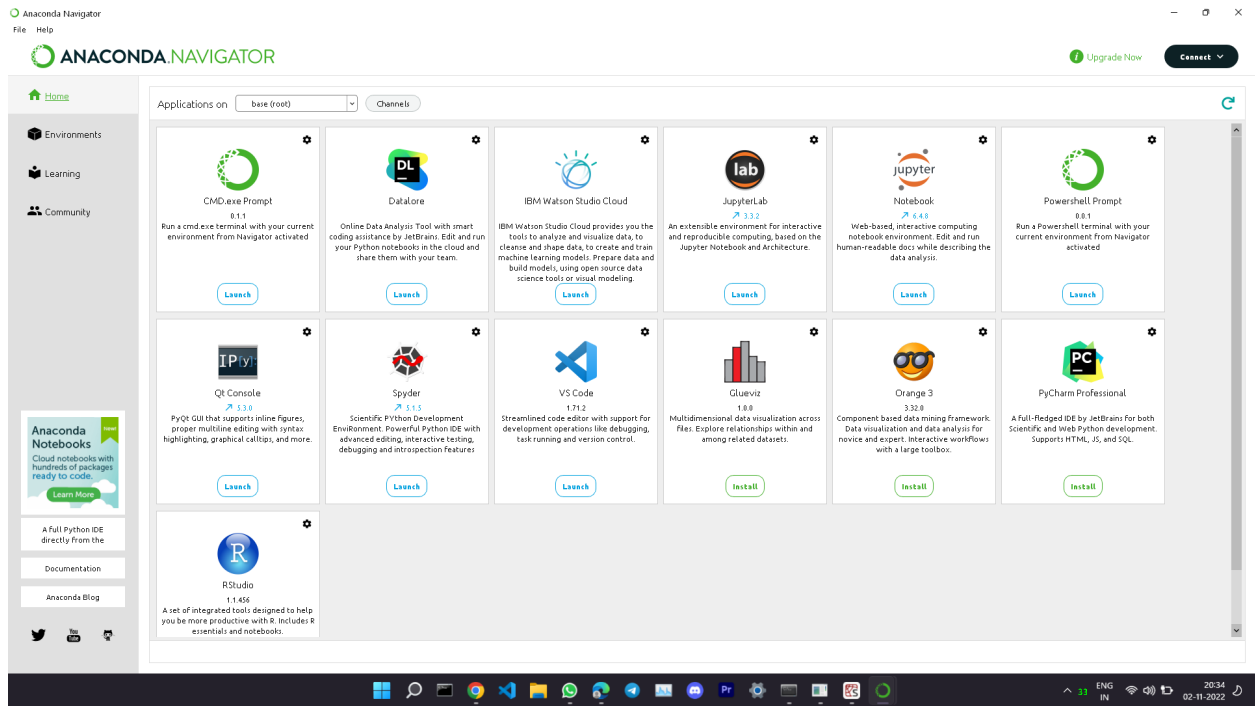 Anaconda Navigator
File Help
ANACONDA.NAVIGATOR
i Upgrade Now
Connect
Home
Environments
Learning
Community
Applications on base (root) Channels
CMD.exe Prompt
0.1.1
Run a cmd.exe terminal with your current
environment from Navigator activated
Launch
DL
Datalore
Online Data Analysis Tool with smart
coding assistance by JetBrains. Edit and run
your Python notebooks in the cloud and
share them with your team.
Launch
IBM Watson Studio Cloud
IBM Watson Studio Cloud provides you the
tools to analyze and visualize data, to
cleanse and shape data, to create and train
machine learning models. Prepare data and
build models, using open source data
science tools or visual modeling.
Launch
lab
JupyterLab
3.3.2
An extensible environment for interactive
and reproducible computing, based on the
Jupyter Notebook and Architecture.
Launch
jupyter
Notebook
6.4.8
Web-based, interactive computing
notebook environment. Edit and run
human-readable docs while describing the
data analysis.
Launch
Powershell Prompt
0.0.1
Run a Powershell terminal with your
current environment from Navigator
activated
Launch
IP[y]:
Qt Console
5.3.0
PyQt GUI that supports inline figures,
proper multiline editing with syntax
highlighting, graphical calltips, and more.
Launch
Spyder
5.1.5
Scientific PYthon Development
EnviRonment. Powerful Python IDE with
advanced editing, interactive testing,
debugging and introspection features
Launch
VS Code
1.71.2
Streamlined code editor with support for
development operations like debugging,
task running and version control.
Launch
Glueviz
1.0.0
Multidimensional data visualization across
files. Explore relationships within and
among related datasets.
Install
Orange 3
3.32.0
Component based data mining framework.
Data visualization and data analysis for
novice and expert. Interactive workflows
with a large toolbox.
Install
PC
PyCharm Professional
A full-fledged IDE by JetBrains for both
Scientific and Web Python development.
Supports HTML, JS, and SQL.
Install
R
RStudio
1.1.456
A set of integrated tools designed to help
you be more productive with R. Includes R
essentials and notebooks.
Anaconda
Notebooks
Cloud notebooks with
hundreds of packages
ready to code.
Learn More
A full Python IDE
directly from the
Documentation
Anaconda Blog
You
Tube
Pr
33
ENG
IN
20:34
02-11-2022